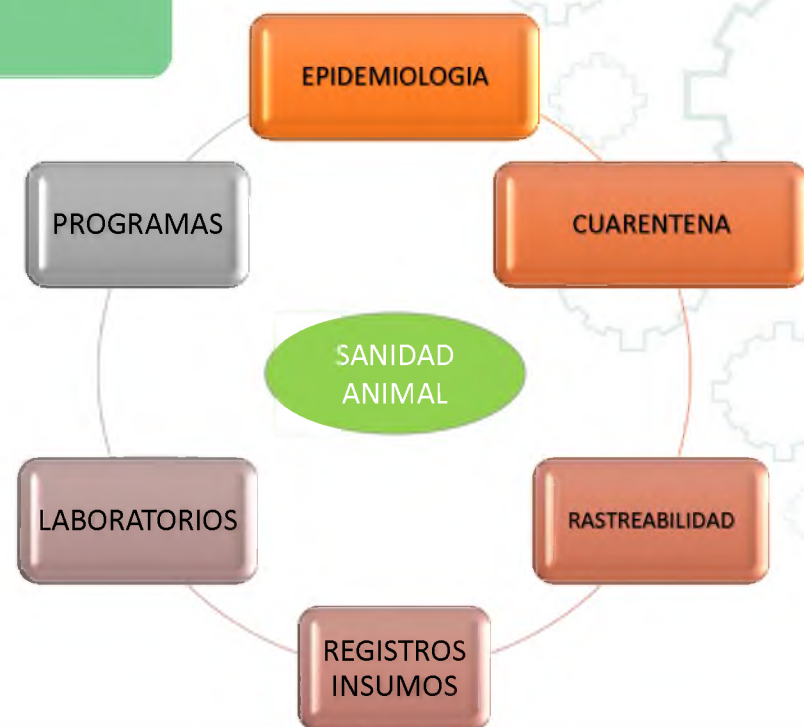 EPIDEMIOLOGIA
CUARENTENA
RASTREABILIDAD
REGISTROS
INSUMOS
LABORATORIOS
PROGRAMAS
SANIDAD
ANIMAL